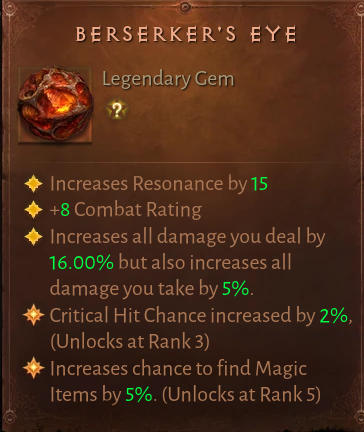 BERSERKER'S EYE
Legendary Gem
?
Increases Resonance by 15
+8 Combat Rating
Increases all damage you deal by
16.00% but also increases all
damage you take by 5%.
Critical Hit Chance increased by 2%,
(Unlocks at Rank 3)
Increases chance to find Magic
Items by 5%. (Unlocks at Rank 5)